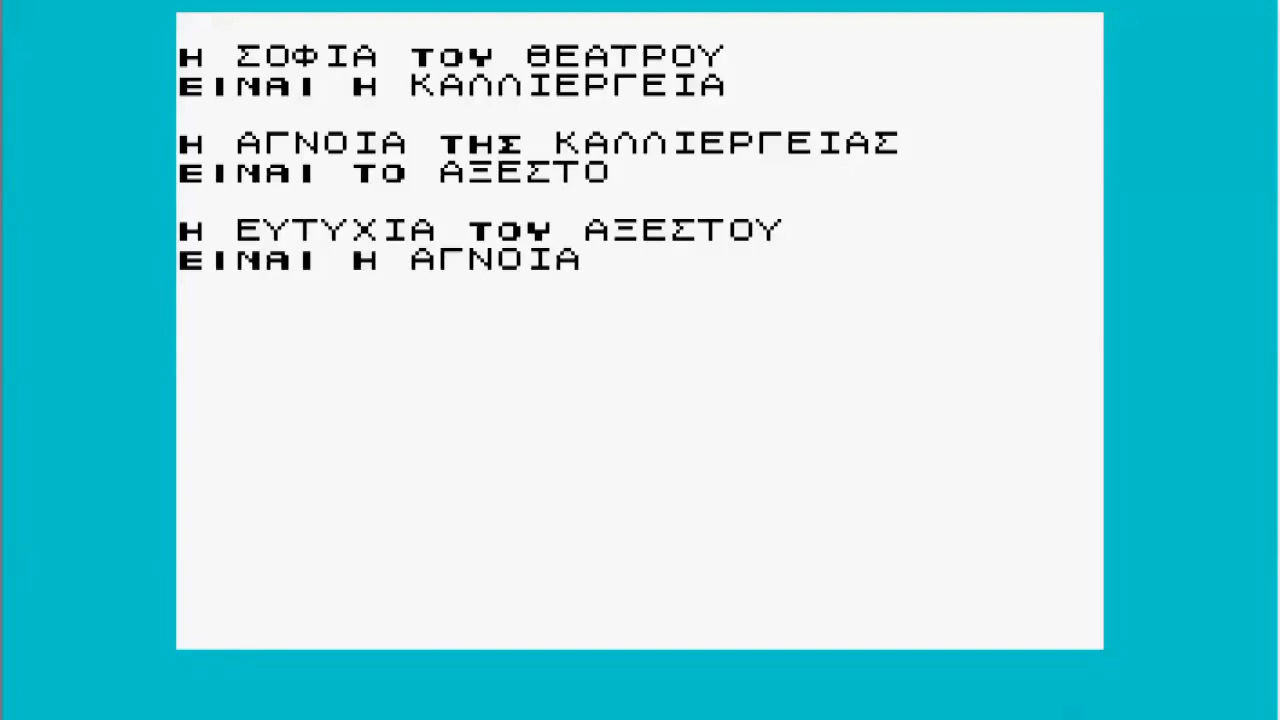 Η ΣΟΦΙΑ ΤΟΥ ΘΕΑΤΡΟΥ
ΕΙΝΑΙ Η ΚΑΛΛΙΕΡΓΕΙΑ
Η ΑΓΝΟΙΑ ΤΗΣ ΚΑΛΛΙΕΡΓΕΙΑΣ
ΕΙΝΑΙ ΤΟ ΑΞΕΣΤΟ
Η ΕΥΤΥΧΙΑ ΤΟΥ ΑΞΕΣΤΟΥ
ΕΙΝΑΙ Η ΑΓΝΟΙΑ